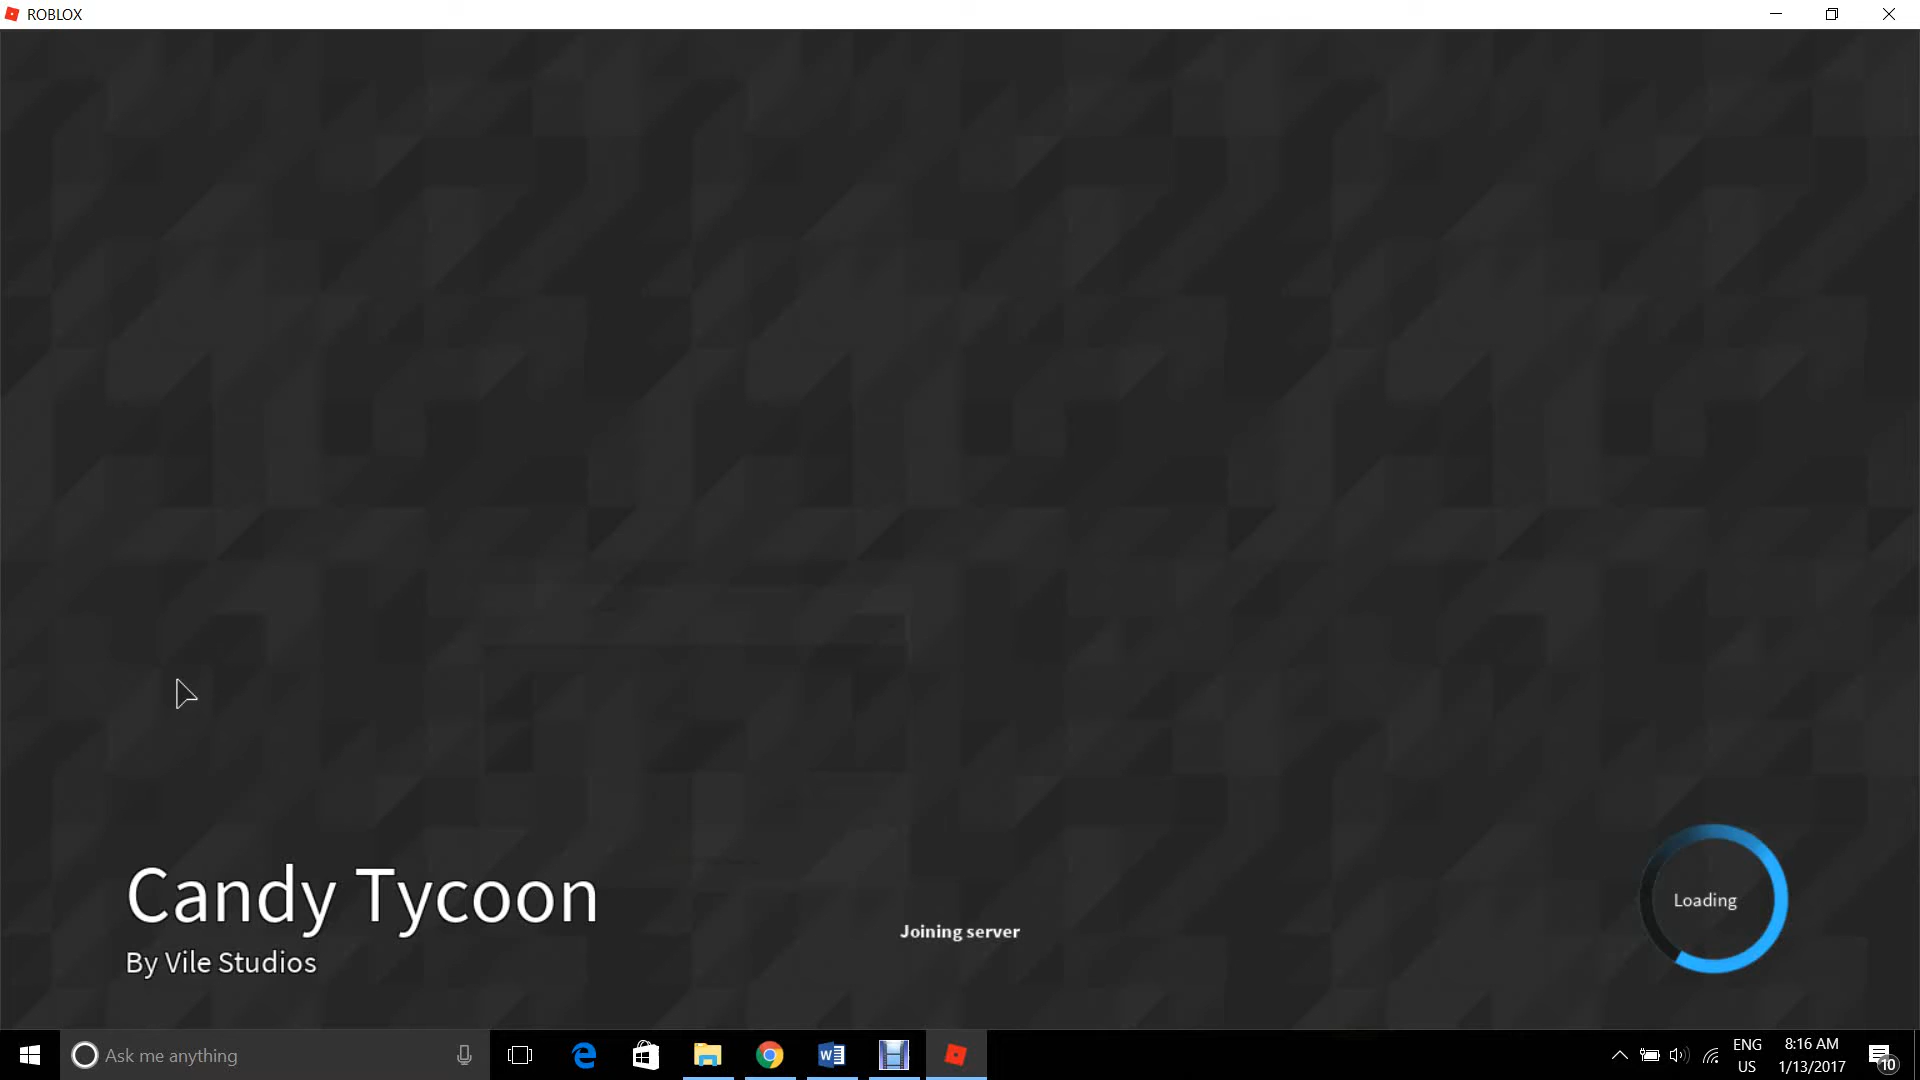 ROBLOX
Candy Tycoon
By Vile Studios
Joining server
Loading
Ask me anything
ENG
US
8:16 AM
1/13/2017
10